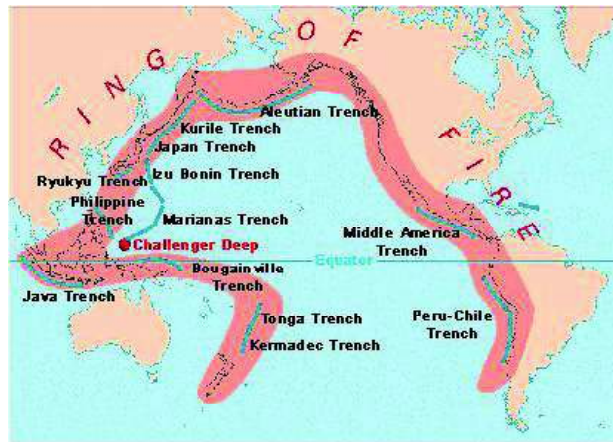 RING OF FIRE
Aleutian Trench
Kurile Trench
Japan Trench
Izu Bonin Trench
Ryukyu Trench
Philippine
Trench
Marianas Trench
Challenger Deep
Middle America
Trench
Equator
Bougainville
Trench
Java Trench
Tonga Trench
Kermadec Trench
Peru-Chile
Trench